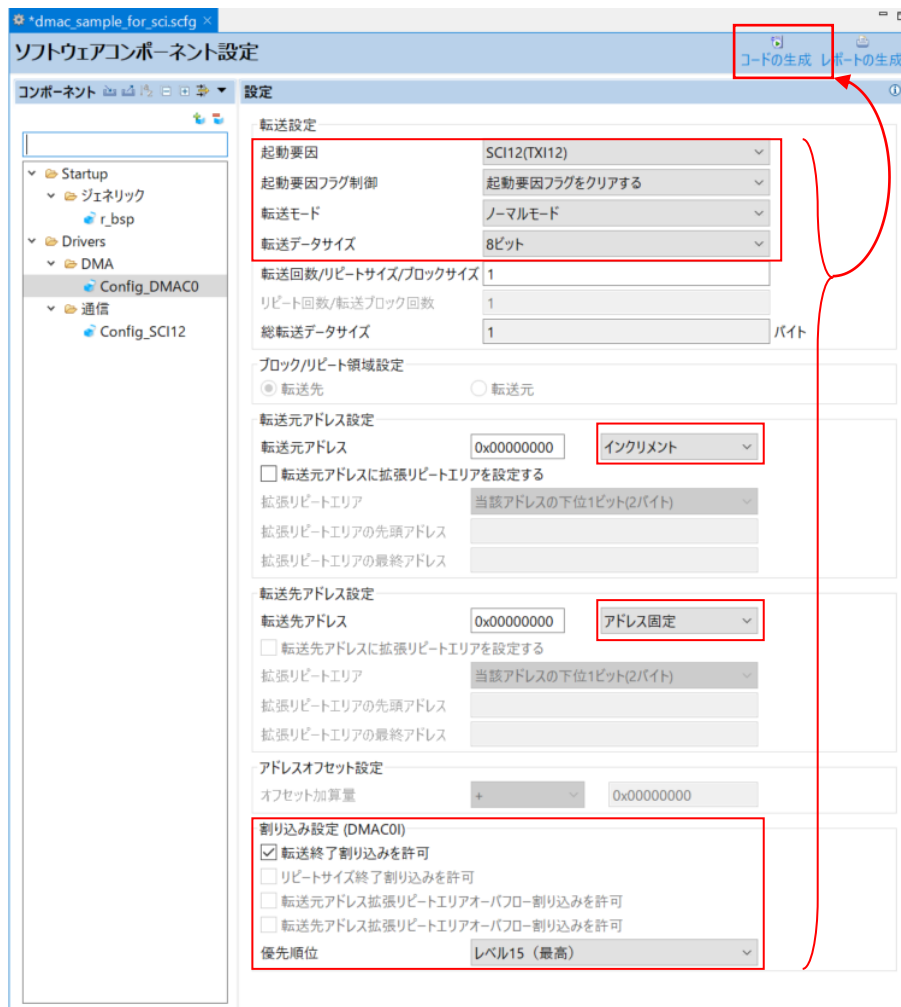 *dmac_sample_for_sci.scfg
ソフトウェアコンポーネント設定
コードの生成 レポートの生成
コンポーネント
設定
Startup
ジェネリック
r_bsp
Drivers
DMA
Config_DMAC0
通信
Config_SCI12
転送設定
起動要因 SCI12(TXI12)
起動要因フラグ制御 起動要因フラグをクリアする
転送モード ノーマルモード
転送データサイズ 8ビット
転送回数/リピートサイズ/ブロックサイズ 1
リピート回数/転送ブロック回数 1
総転送データサイズ 1 バイト
ブロック/リピート領域設定
転送先 転送元
転送元アドレス設定
転送元アドレス 0x00000000 インクリメント
転送元アドレスに拡張リピートエリアを設定する
拡張リピートエリア 当該アドレスの下位1ビット(2バイト)
拡張リピートエリアの先頭アドレス
拡張リピートエリアの最終アドレス
転送先アドレス設定
転送先アドレス 0x00000000 アドレス固定
転送先アドレスに拡張リピートエリアを設定する
拡張リピートエリア 当該アドレスの下位1ビット(2バイト)
拡張リピートエリアの先頭アドレス
拡張リピートエリアの最終アドレス
アドレスオフセット設定
オフセット加算量 + 0x00000000
割り込み設定 (DMAC0I)
転送終了割り込みを許可
リピートサイズ終了割り込みを許可
転送元アドレス拡張リピートエリアオーバフロー割り込みを許可
転送先アドレス拡張リピートエリアオーバフロー割り込みを許可
優先順位 レベル15（最高）